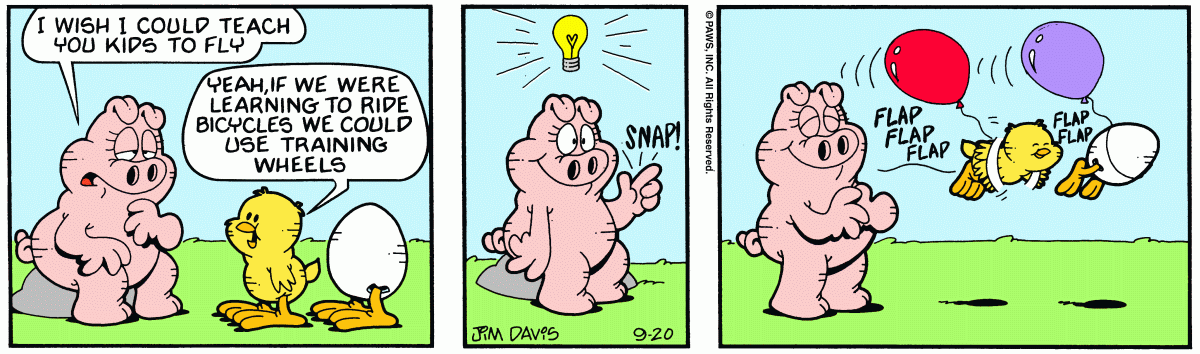 I WISH I COULD TEACH
YOU KIDS TO FLY
YEAH, IF WE WERE
LEARNING TO RIDE
BICYCLES WE COULD
USE TRAINING
WHEELS
SNAP!
JIM DAVIS 9-20
© PAWS, INC. All Rights Reserved.
FLAP
FLAP
FLAP
FLAP
FLAP